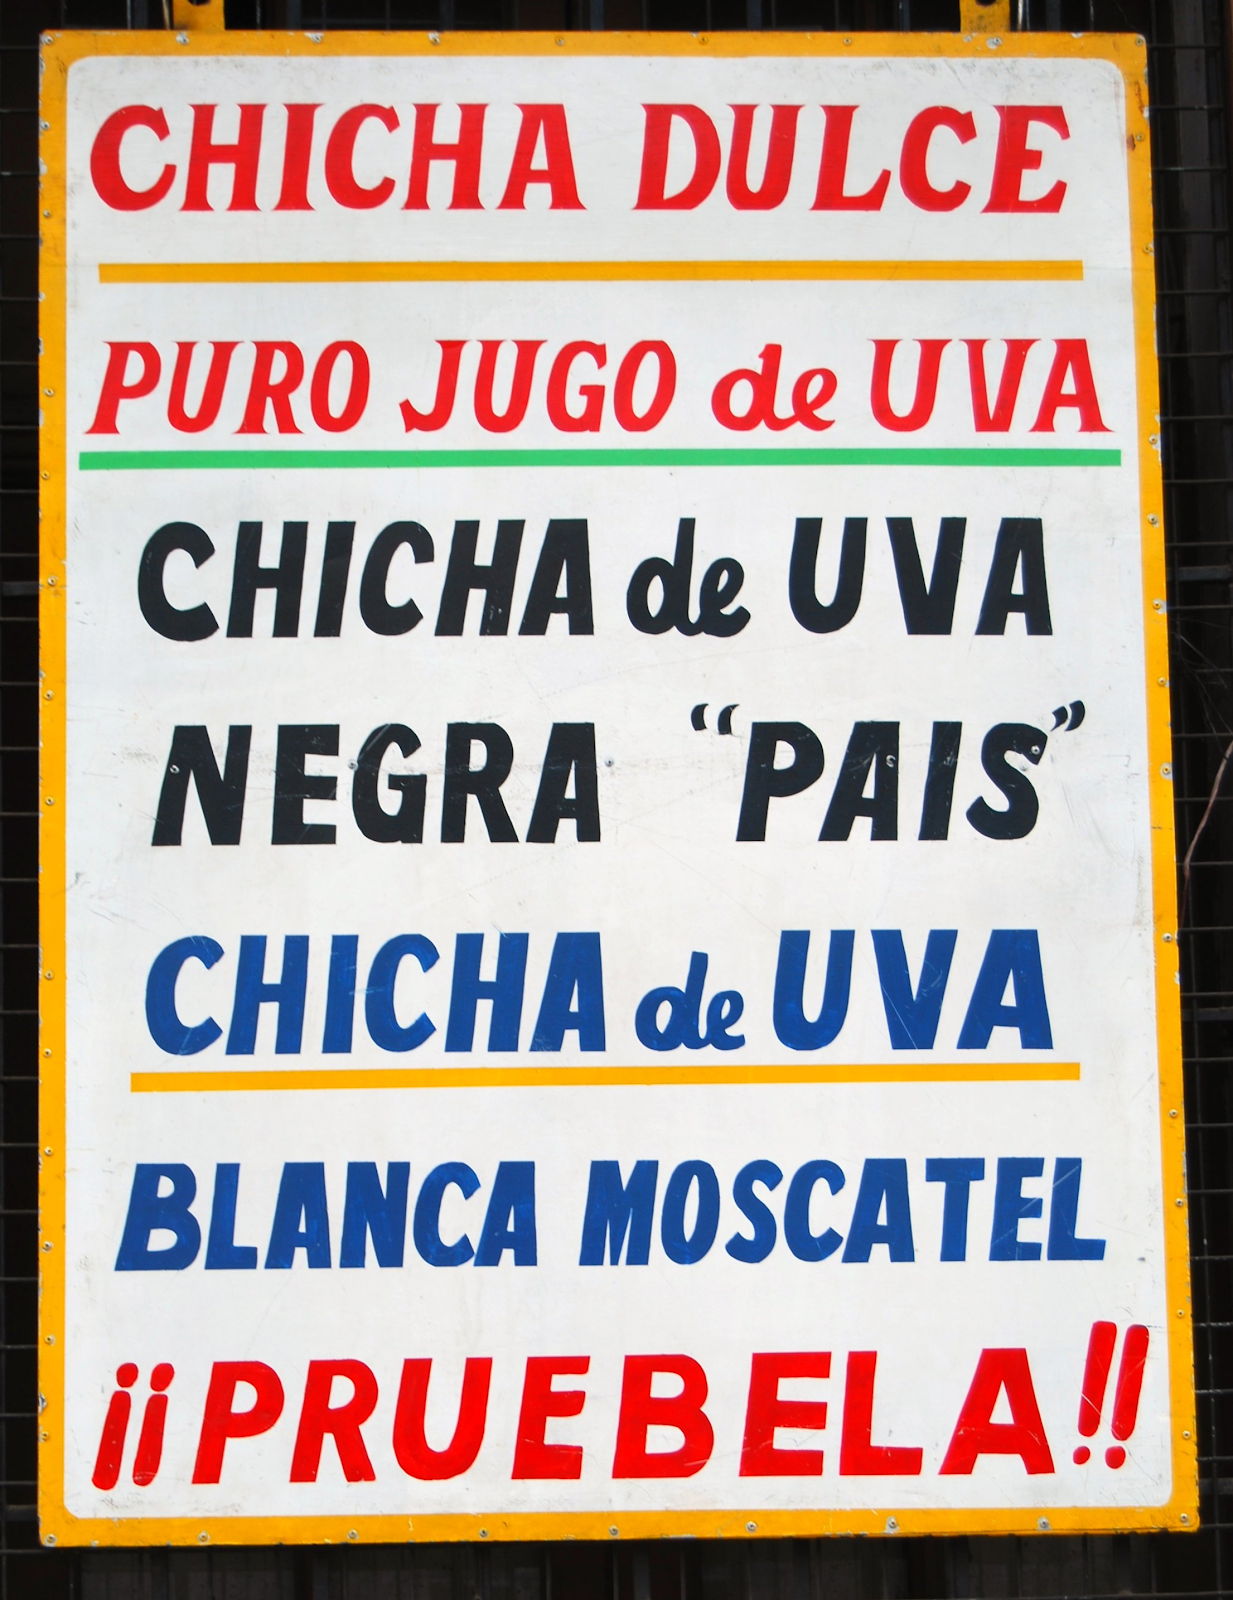 CHICHA DULCE
PURO JUGO de UVA
CHICHA de UVA
NEGRA “PAIS”
CHICHA de UVA
BLANCA MOSCATEL
¡¡PRUEBELA!!